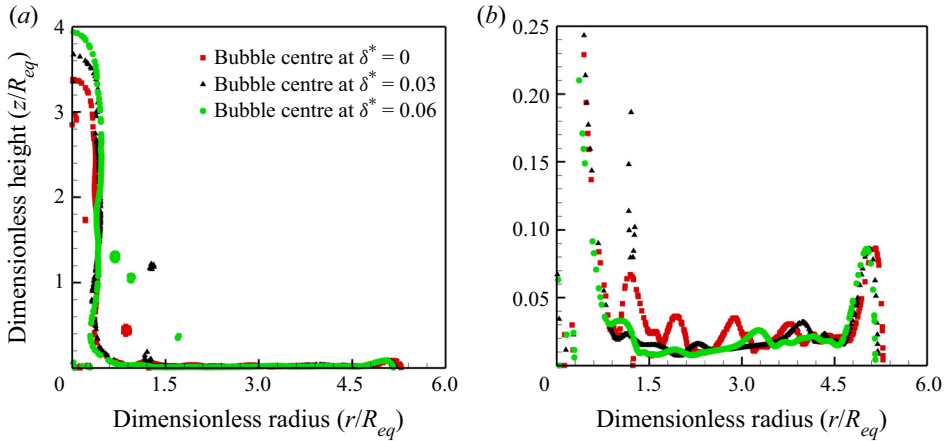 (a)
4
3
2
1
0
1.5
3.0
4.5
6.0
Dimensionless height (z/Req)
Dimensionless radius (r/Req)
Bubble centre at δ* = 0
Bubble centre at δ* = 0.03
Bubble centre at δ* = 0.06
(b)
0.25
0.20
0.15
0.10
0.05
0
1.5
3.0
4.5
6.0
Dimensionless radius (r/Req)